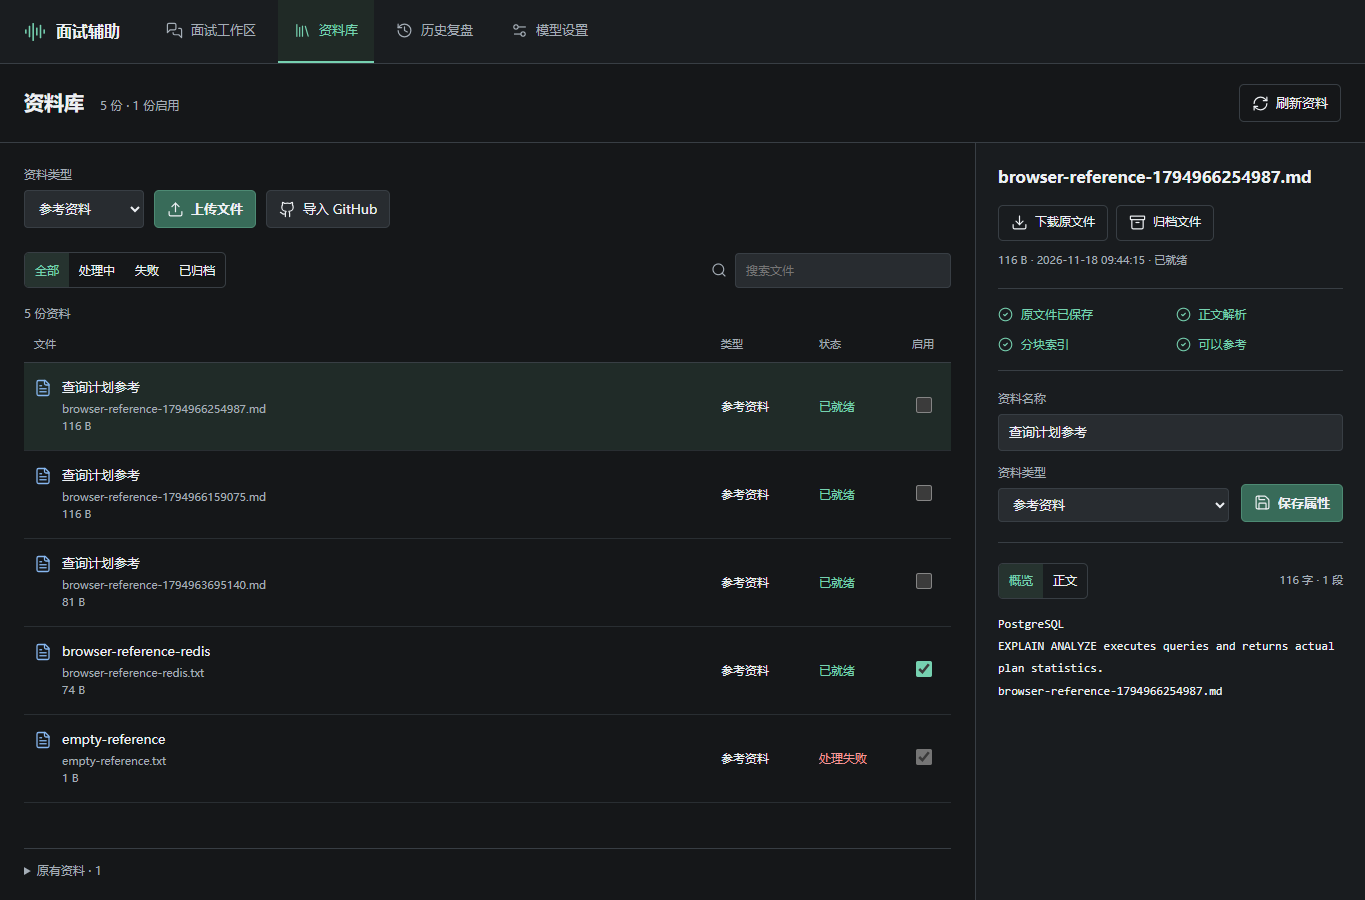 面试辅助
面试工作区
资料库
历史复盘
模型设置
资料库
5 份 · 1 份启用
刷新资料
资料类型
参考资料
上传文件
导入 GitHub
全部
处理中
失败
已归档
搜索文件
5 份资料
文件
类型
状态
启用
查询计划参考
browser-reference-1794966254987.md
116 B
参考资料
已就绪
查询计划参考
browser-reference-1794966159075.md
116 B
参考资料
已就绪
查询计划参考
browser-reference-1794963695140.md
81 B
参考资料
已就绪
browser-reference-redis
browser-reference-redis.txt
74 B
参考资料
已就绪
empty-reference
empty-reference.txt
1 B
参考资料
处理失败
原有资料 · 1
browser-reference-1794966254987.md
下载原文件
归档文件
116 B · 2026-11-18 09:44:15 · 已就绪
原文件已保存
正文解析
分块索引
可以参考
资料名称
查询计划参考
资料类型
参考资料
保存属性
概览
正文
116 字 · 1 段
PostgreSQL
EXPLAIN ANALYZE executes queries and returns actual
plan statistics.
browser-reference-1794966254987.md